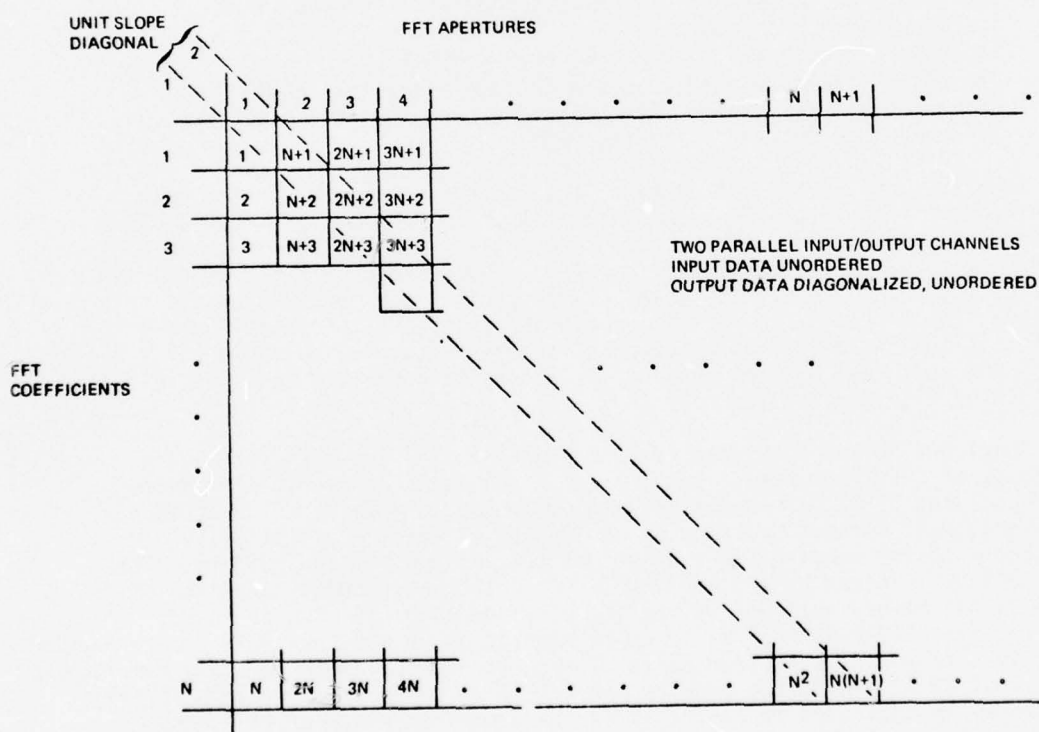 UNIT SLOPE
DIAGONAL
FFT APERTURES
1
2
1 2 3 4 N N+1
1 1 N+1 2N+1 3N+1
2 2 N+2 2N+2 3N+2
3 3 N+3 2N+3 3N+3
TWO PARALLEL INPUT/OUTPUT CHANNELS
INPUT DATA UNORDERED
OUTPUT DATA DIAGONALIZED, UNORDERED
FFT
COEFFICIENTS
N N 2N 3N 4N N² N(N+1)